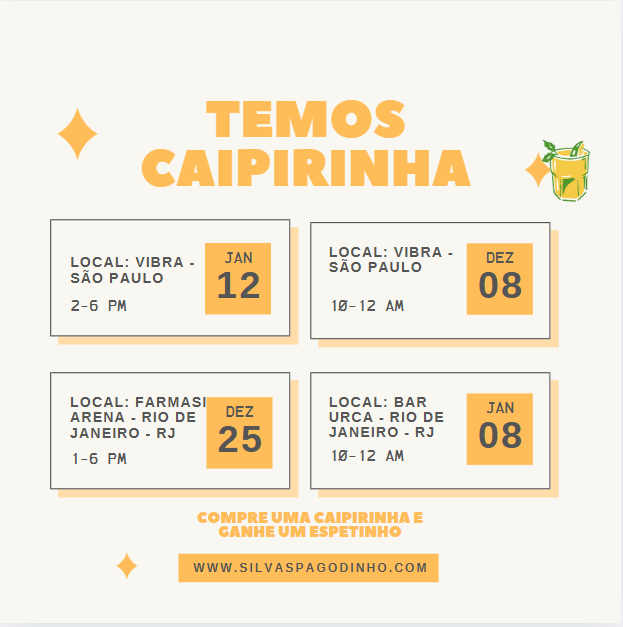 TEMOS
CAIPIRINHA
LOCAL: VIBRA -
SÃO PAULO
2-6 PM
JAN
12
LOCAL: VIBRA -
SÃO PAULO
10-12 AM
DEZ
08
LOCAL: FARMASI
ARENA - RIO DE
JANEIRO - RJ
1-6 PM
DEZ
25
LOCAL: BAR
URCA - RIO DE
JANEIRO - RJ
10-12 AM
JAN
08
COMPRE UMA CAIPIRINHA E
GANHE UM ESPETINHO
WWW.SILVASPAGODINHO.COM